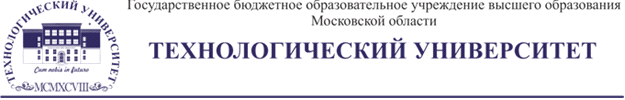 Государственное бюджетное образовательное учреждение высшего образования
Московской области
ТЕХНОЛОГИЧЕСКИЙ УНИВЕРСИТЕТ
ТЕХНОЛОГИЧЕСКИЙ УНИВЕРСИТЕТ
Cum nobis in futuro
MCMXCVIII